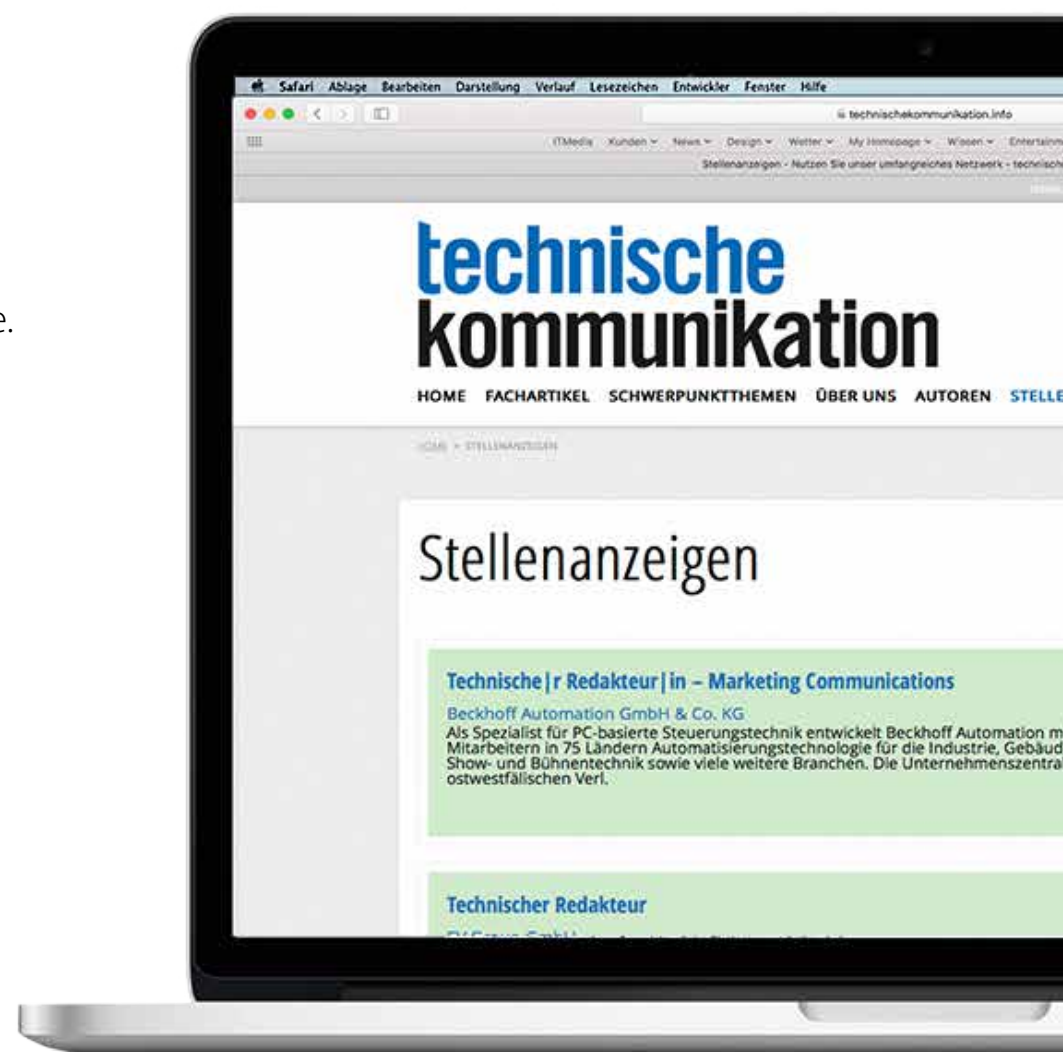 e.
Safari Ablage Bearbeiten Darstellung Verlauf Lesezeichen Entwickler Fenster Hilfe
technischekommunikation.info
ITMedia Kunden News Design Wetter My Homepage Wissen Entertainm
Stellenanzeigen - Nutzen Sie unser umfangreiches Netzwerk - technische
technische
kommunikation
HOME FACHARTIKEL SCHWERPUNKTTHEMEN ÜBER UNS AUTOREN STELLE
HOME » STELLENANZEIGEN
Stellenanzeigen
Technische|r Redakteur|in – Marketing Communications
Beckhoff Automation GmbH & Co. KG
Als Spezialist für PC-basierte Steuerungstechnik entwickelt Beckhoff Automation m
Mitarbeitern in 75 Ländern Automatisierungstechnologie für die Industrie, Gebäud
Show- und Bühnentechnik sowie viele weitere Branchen. Die Unternehmenszentral
ostwestfälischen Verl.
Technischer Redakteur